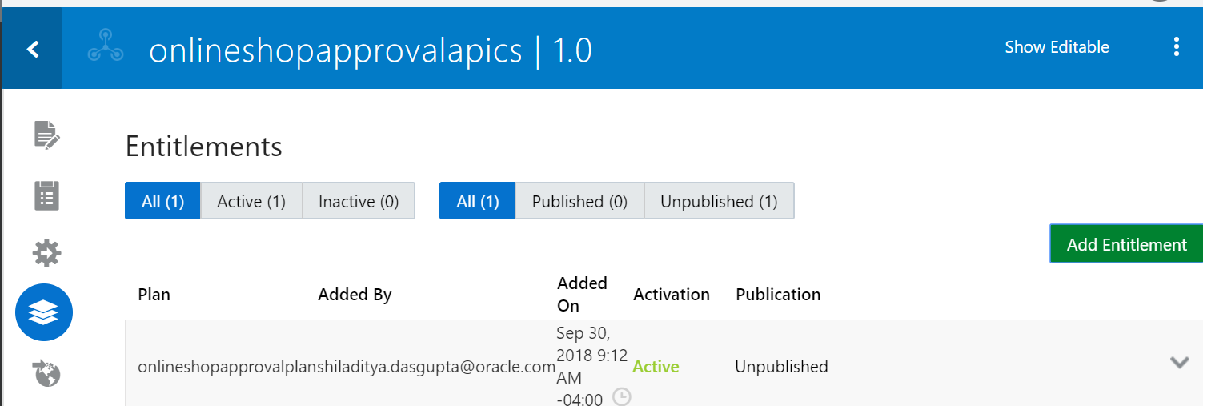 onlineshopapprovalapics | 1.0
Show Editable
Entitlements
All (1) Active (1) Inactive (0) All (1) Published (0) Unpublished (1)
Add Entitlement
Plan Added By Added On Activation Publication
onlineshopapprovalplanshiladitya.dasgupta@oracle.com Sep 30, 2018 9:12 AM -04:00 Active Unpublished